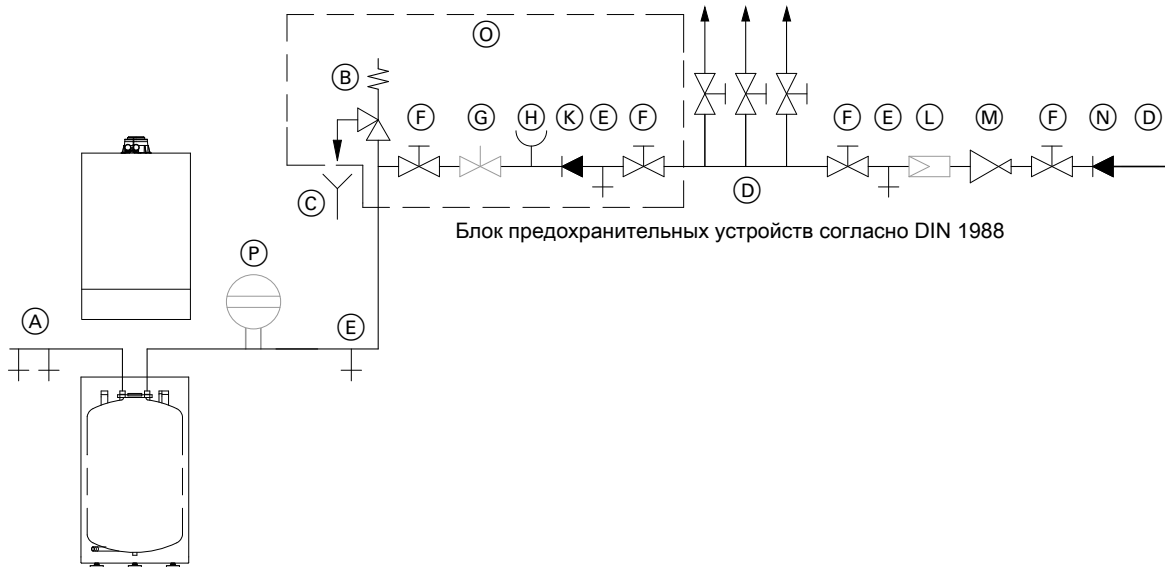 O
B
F
G
H
K
E
F
F
E
L
M
F
N
D
C
D
Блок предохранительных устройств согласно DIN 1988
P
A
E